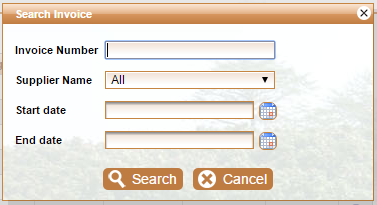 Search Invoice
Invoice Number
Supplier Name All
Start date
End date
Search Cancel